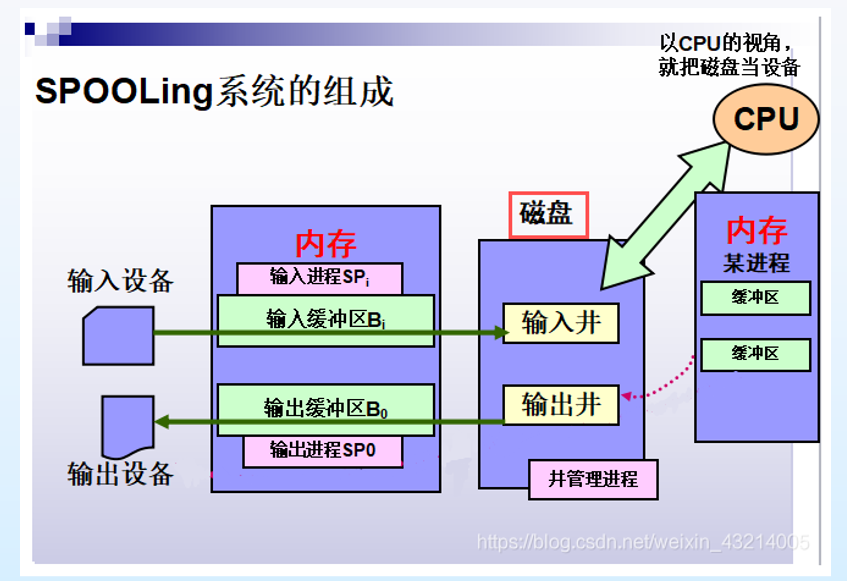 以CPU的视角，
就把磁盘当设备
SPOOLing系统的组成
CPU
磁盘
内存
内存
某进程
输入设备
输入进程SPi
缓冲区
输入缓冲区Bi
输入井
缓冲区
输出缓冲区B0
输出井
输出进程SP0
输出设备
井管理进程
https://blog.csdn.net/weixin_43214005